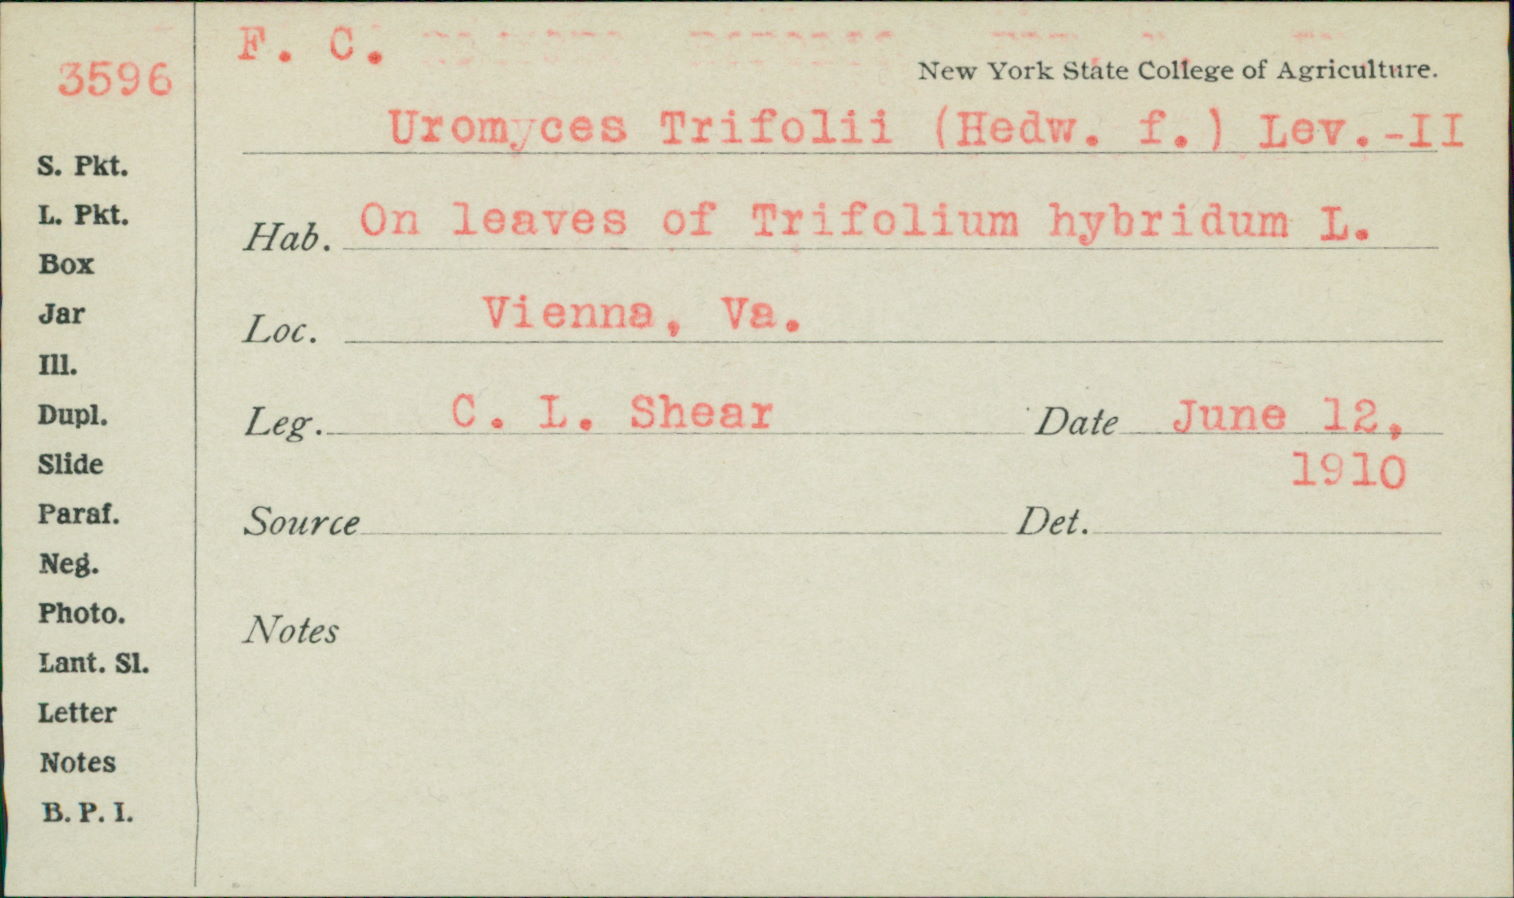 3596
F. C.
New York State College of Agriculture.
Uromyces Trifolii (Hedw. f.) Lev.-II
Hab. On leaves of Trifolium hybridum L.
Loc. Vienna, Va.
Leg. C. L. Shear Date June 12,
1910
Source Det.
Notes
S. Pkt.
L. Pkt.
Box
Jar
Ill.
Dupl.
Slide
Paraf.
Neg.
Photo.
Lant. Sl.
Letter
Notes
B. P. I.